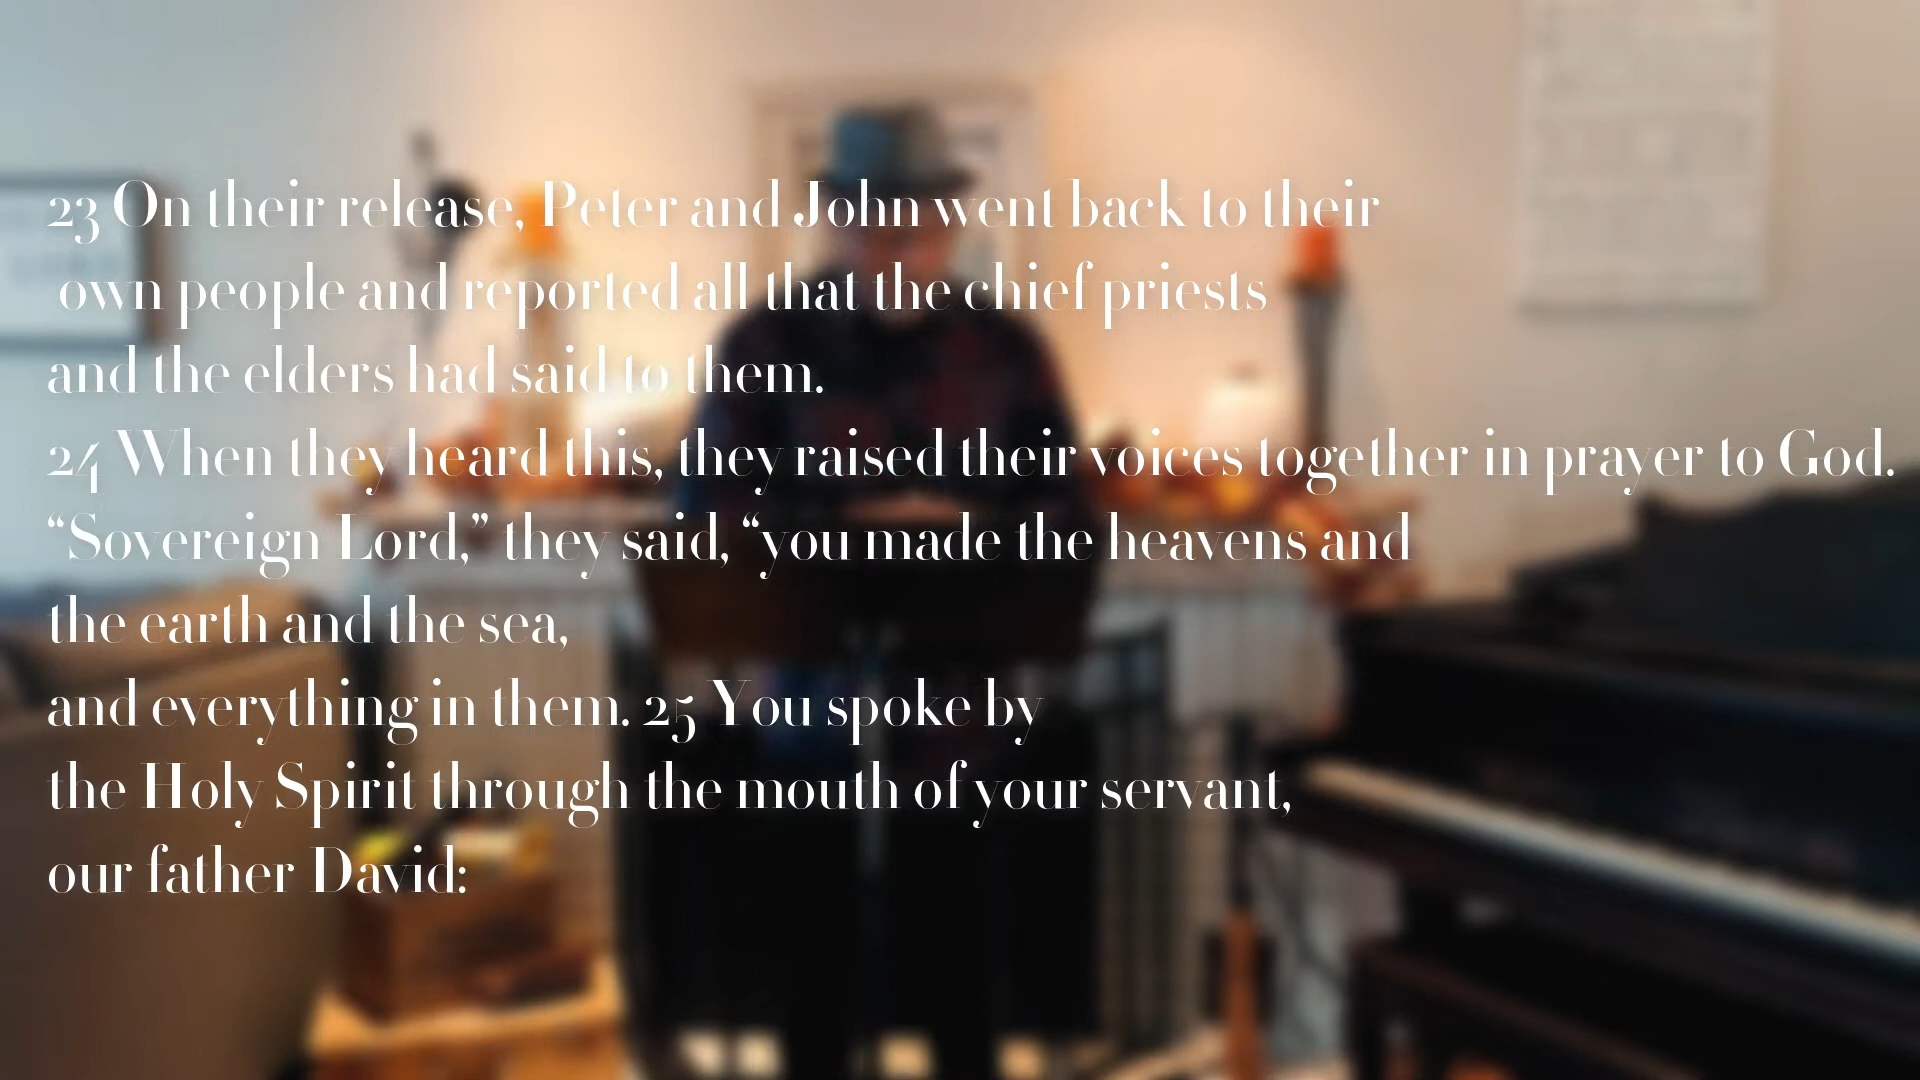 23 On their release, Peter and John went back to their
own people and reported all that the chief priests
and the elders had said to them.
24 When they heard this, they raised their voices together in prayer to God.
“Sovereign Lord,” they said, “you made the heavens and
the earth and the sea,
and everything in them. 25 You spoke by
the Holy Spirit through the mouth of your servant,
our father David: